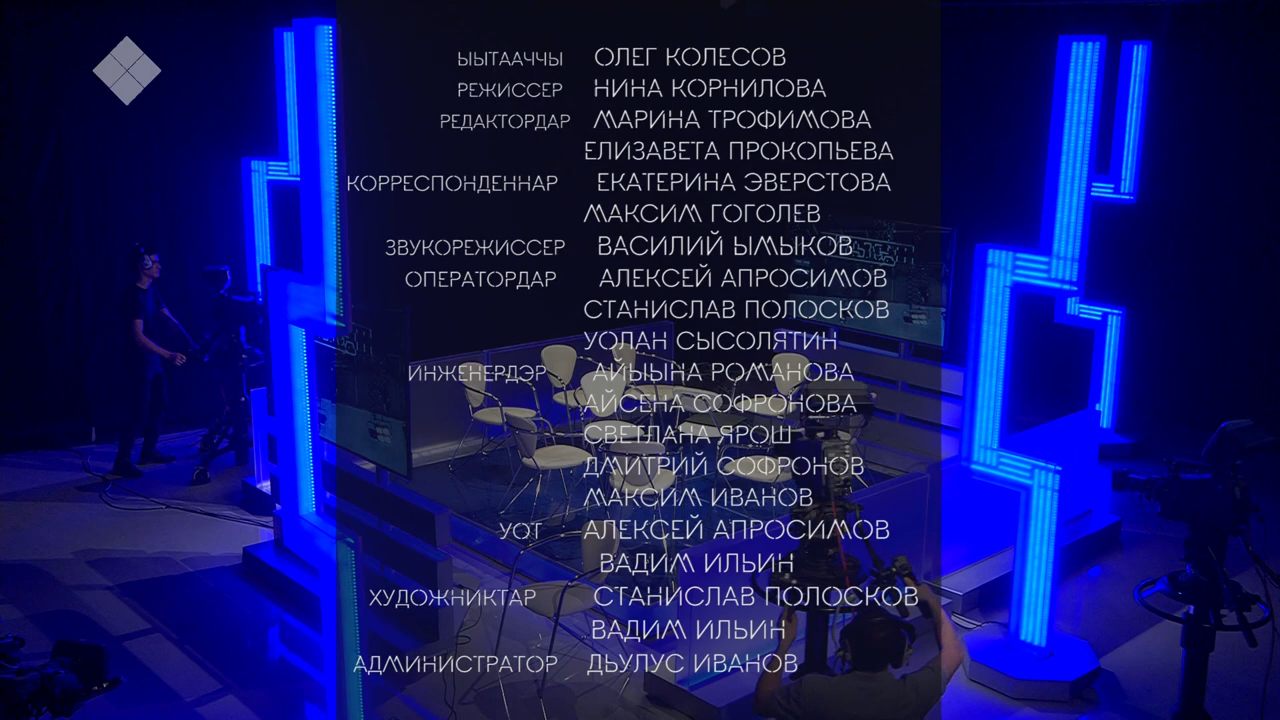 ЫЫТААЧЧЫ ОЛЕГ КОЛЕСОВ
РЕЖИССЕР НИНА КОРНИЛОВА
РЕДАКТОРДАР МАРИНА ТРОФИМОВА
ЕЛИЗАВЕТА ПРОКОПЬЕВА
КОРРЕСПОНДЕННАР ЕКАТЕРИНА ЭВЕРСТОВА
МАКСИМ ГОГОЛЕВ
ЗВУКОРЕЖИССЕР ВАСИЛИЙ ЫМЫКОВ
ОПЕРАТОРДАР АЛЕКСЕЙ АПРОСИМОВ
СТАНИСЛАВ ПОЛОСКОВ
УОЛАН СЫСОЛЯТИН
ИНЖЕНЕРДЭР АЙЫЫНА РОМАНОВА
АЙСЕНА СОФРОНОВА
СВЕТЛАНА ЯРОШ
ДМИТРИЙ СОФРОНОВ
МАКСИМ ИВАНОВ
УОТ АЛЕКСЕЙ АПРОСИМОВ
ВАДИМ ИЛЬИН
ХУДОЖНИКТАР СТАНИСЛАВ ПОЛОСКОВ
ВАДИМ ИЛЬИН
АДМИНИСТРАТОР ДЬУЛУС ИВАНОВ